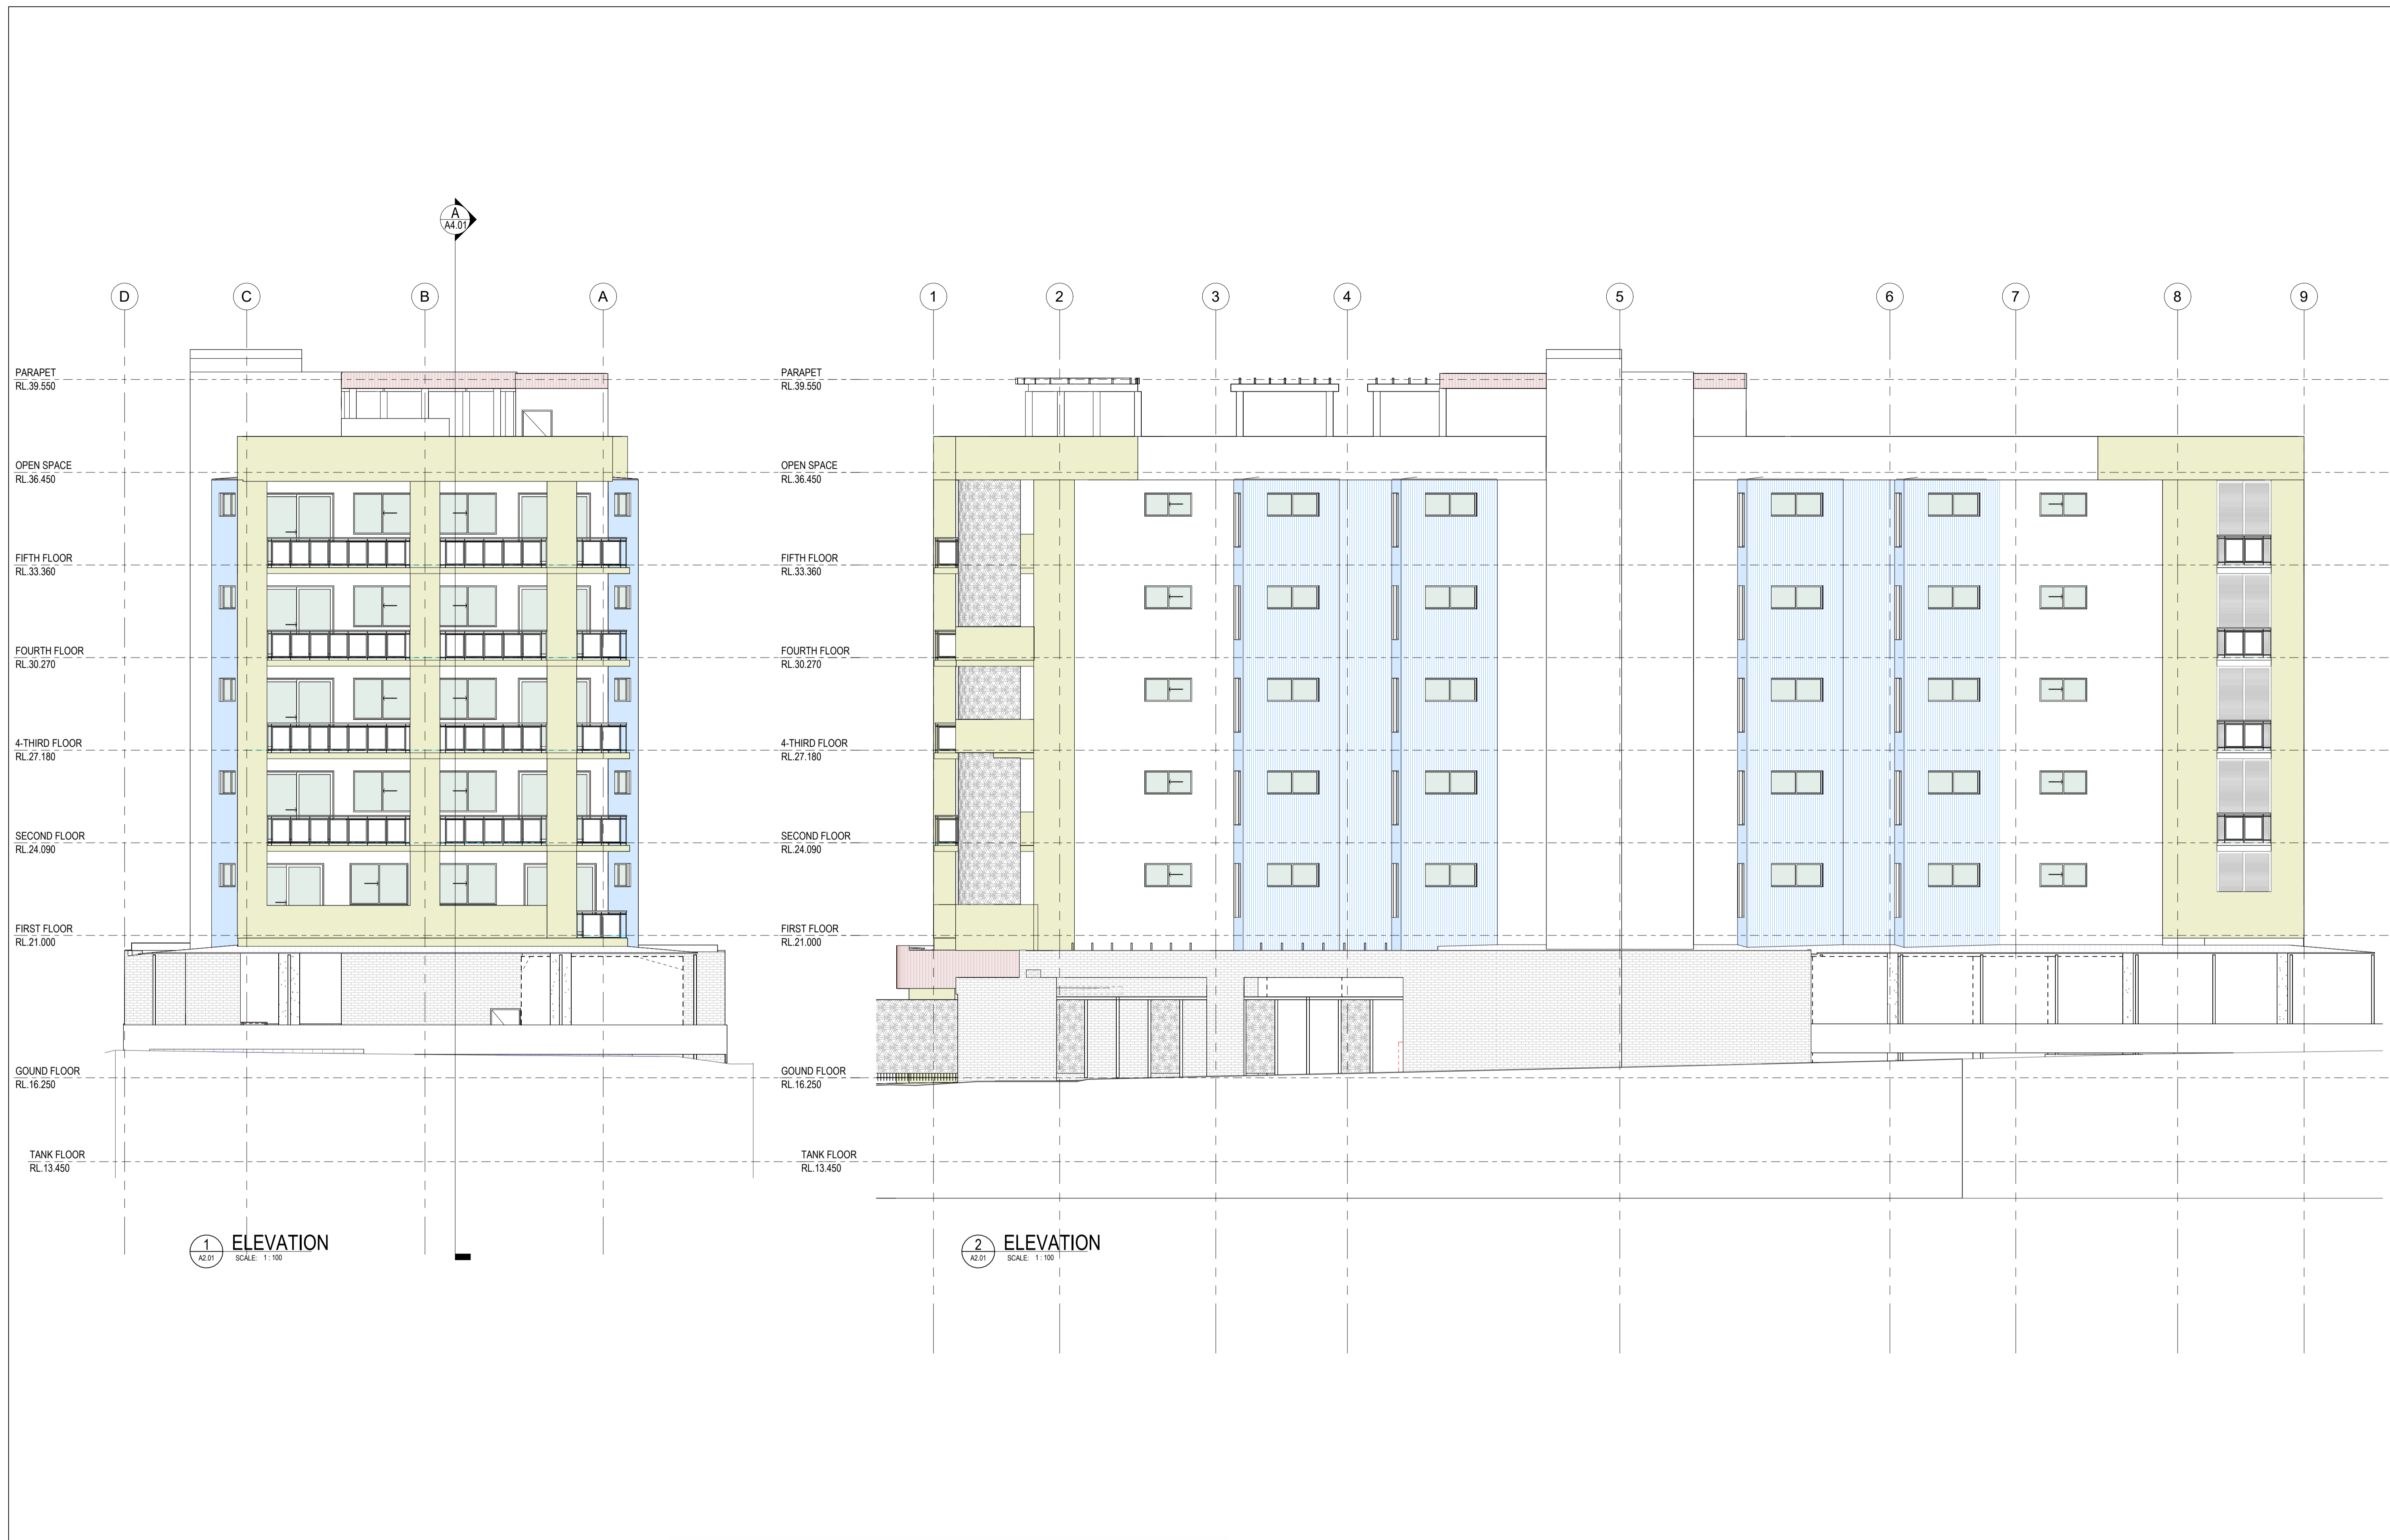 A
A4.01
D
C
B
A
1
2
3
4
5
6
7
8
9
PARAPET
RL.39.550
PARAPET
RL.39.550
OPEN SPACE
RL.36.450
OPEN SPACE
RL.36.450
FIFTH FLOOR
RL.33.360
FIFTH FLOOR
RL.33.360
FOURTH FLOOR
RL.30.270
FOURTH FLOOR
RL.30.270
4-THIRD FLOOR
RL.27.180
4-THIRD FLOOR
RL.27.180
SECOND FLOOR
RL.24.090
SECOND FLOOR
RL.24.090
FIRST FLOOR
RL.21.000
FIRST FLOOR
RL.21.000
GOUND FLOOR
RL.16.250
GOUND FLOOR
RL.16.250
TANK FLOOR
RL.13.450
TANK FLOOR
RL.13.450
1
A2.01
ELEVATION
SCALE: 1 : 100
2
A2.01
ELEVATION
SCALE: 1 : 100